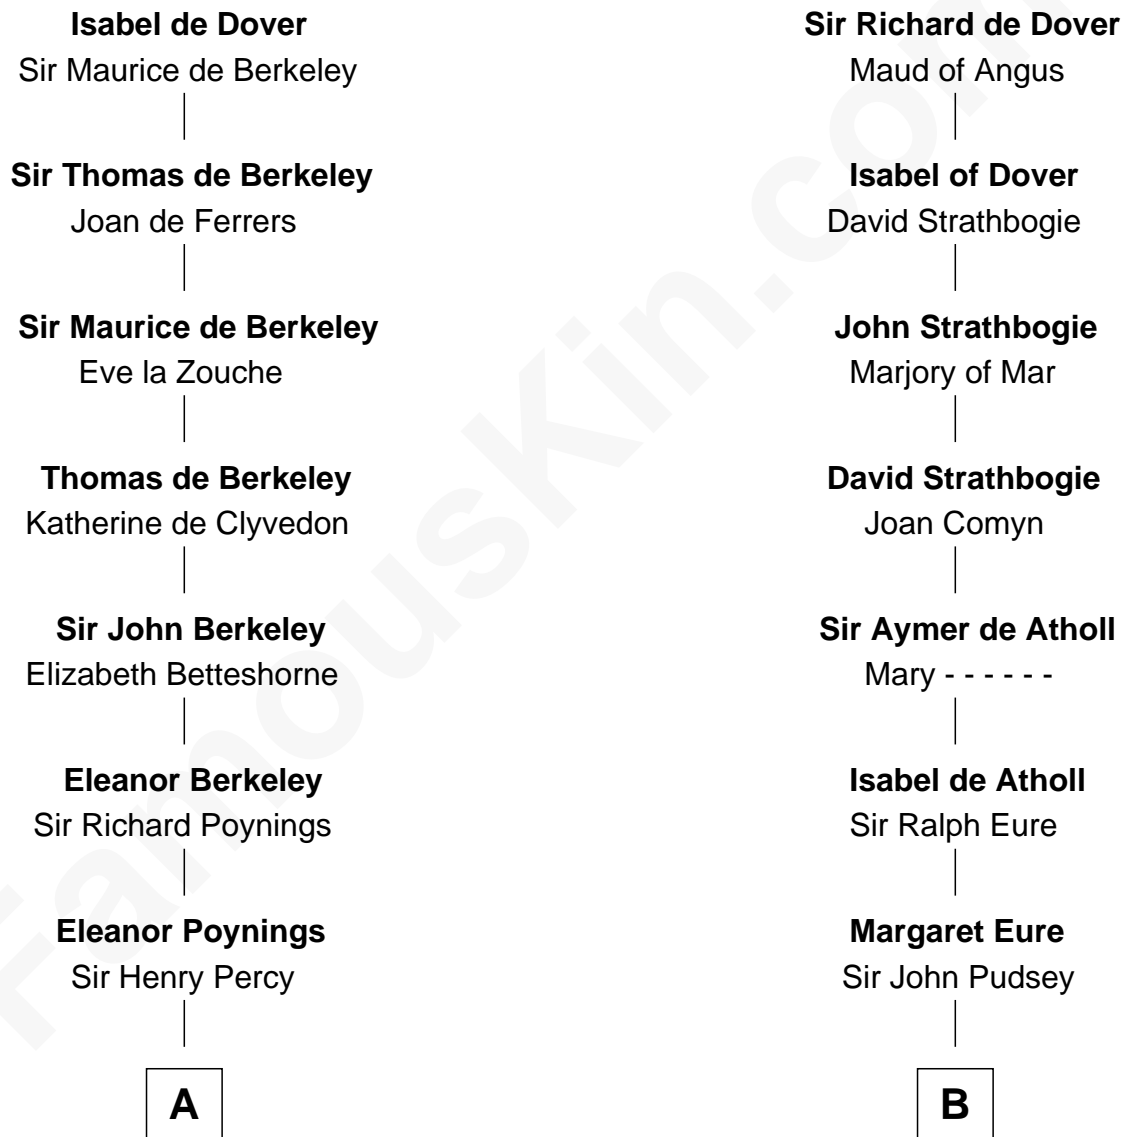 Isabel de Dover
Sir Maurice de Berkeley
Sir Thomas de Berkeley
Joan de Ferrers
Sir Maurice de Berkeley
Eve la Zouche
Thomas de Berkeley
Katherine de Clyvedon
Sir John Berkeley
Elizabeth Betteshorne
Eleanor Berkeley
Sir Richard Poynings
Eleanor Poynings
Sir Henry Percy
A
Sir Richard de Dover
Maud of Angus
Isabel of Dover
David Strathbogie
John Strathbogie
Marjory of Mar
David Strathbogie
Joan Comyn
Sir Aymer de Atholl
Mary - - - - - -
Isabel de Atholl
Sir Ralph Eure
Margaret Eure
Sir John Pudsey
B
FamousKin.com